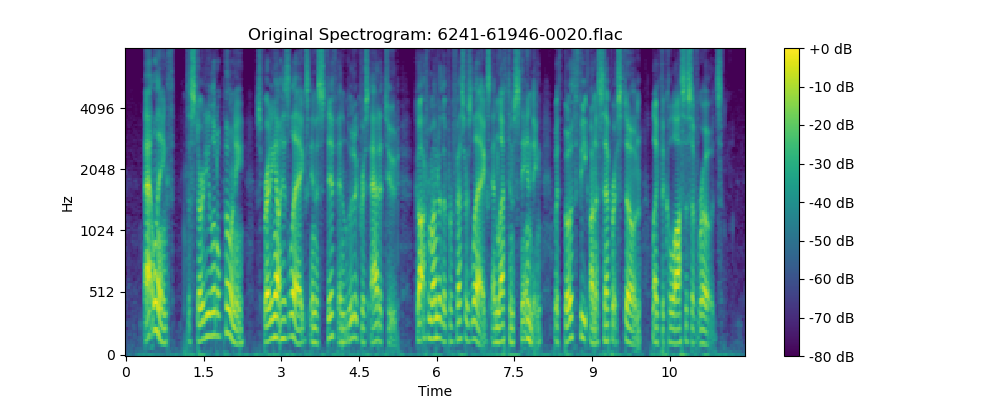 Original Spectrogram: 6241-61946-0020.flac
Hz
4096
2048
1024
512
0
0 1.5 3 4.5 6 7.5 9 10
Time
+0 dB
-10 dB
-20 dB
-30 dB
-40 dB
-50 dB
-60 dB
-70 dB
-80 dB